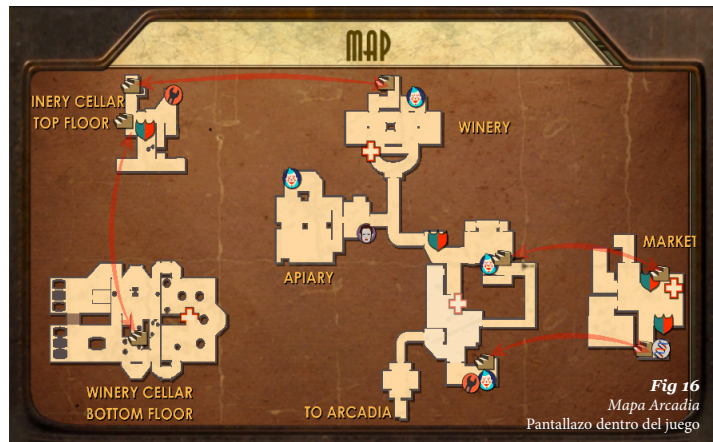 MAP
INERY CELLAR
TOP FLOOR
WINERY
APIARY
MARKET
WINERY CELLAR
BOTTOM FLOOR
TO ARCADIA
Fig 16
Mapa Arcadia
Pantallazo dentro del juego